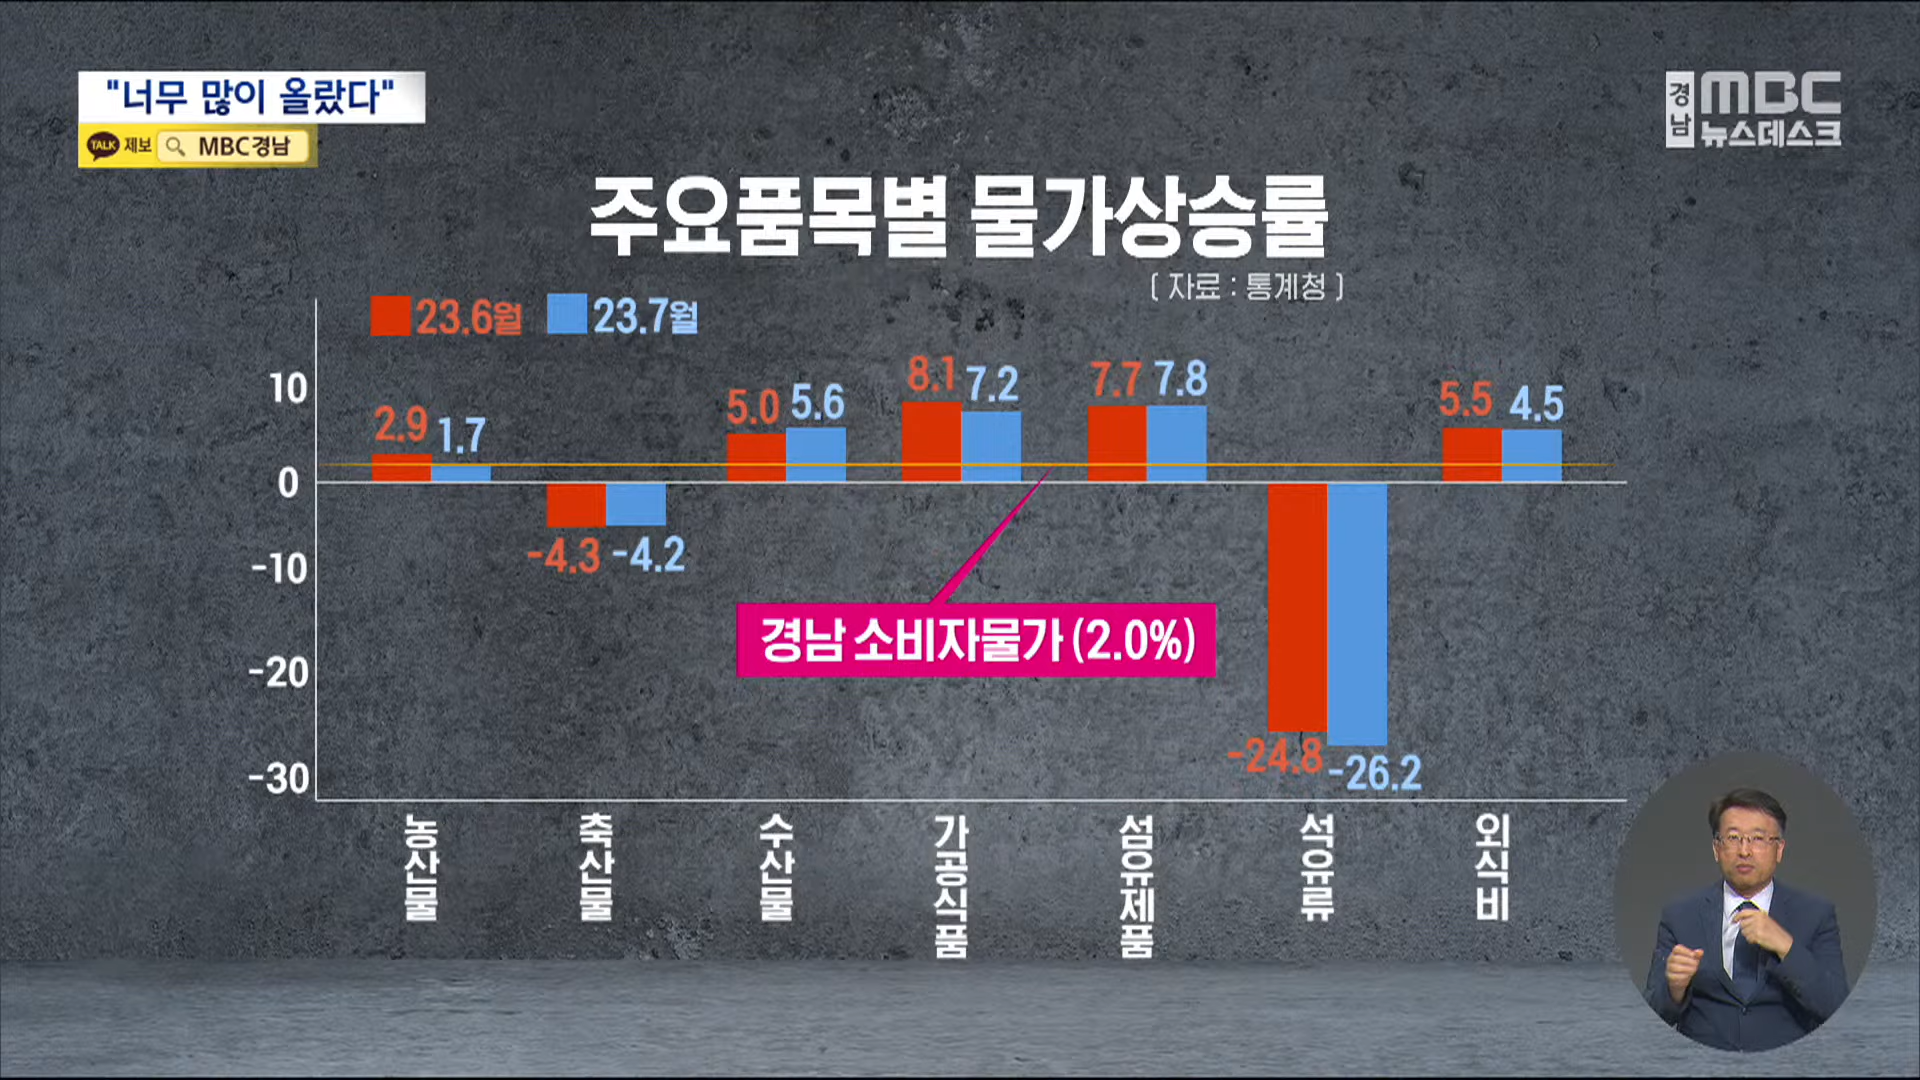 "너무 많이 올랐다"
TALK 제보 MBC경남
경남 MBC
뉴스데스크
주요품목별 물가상승률
( 자료 : 통계청 )
23.6월 23.7월
10
0
-10
-20
-30
2.9 1.7
-4.3 -4.2
5.0 5.6
8.1 7.2
7.7 7.8
-24.8 -26.2
5.5 4.5
경남 소비자물가 (2.0%)
농산물
축산물
수산물
가공식품
섬유제품
석유류
외식비